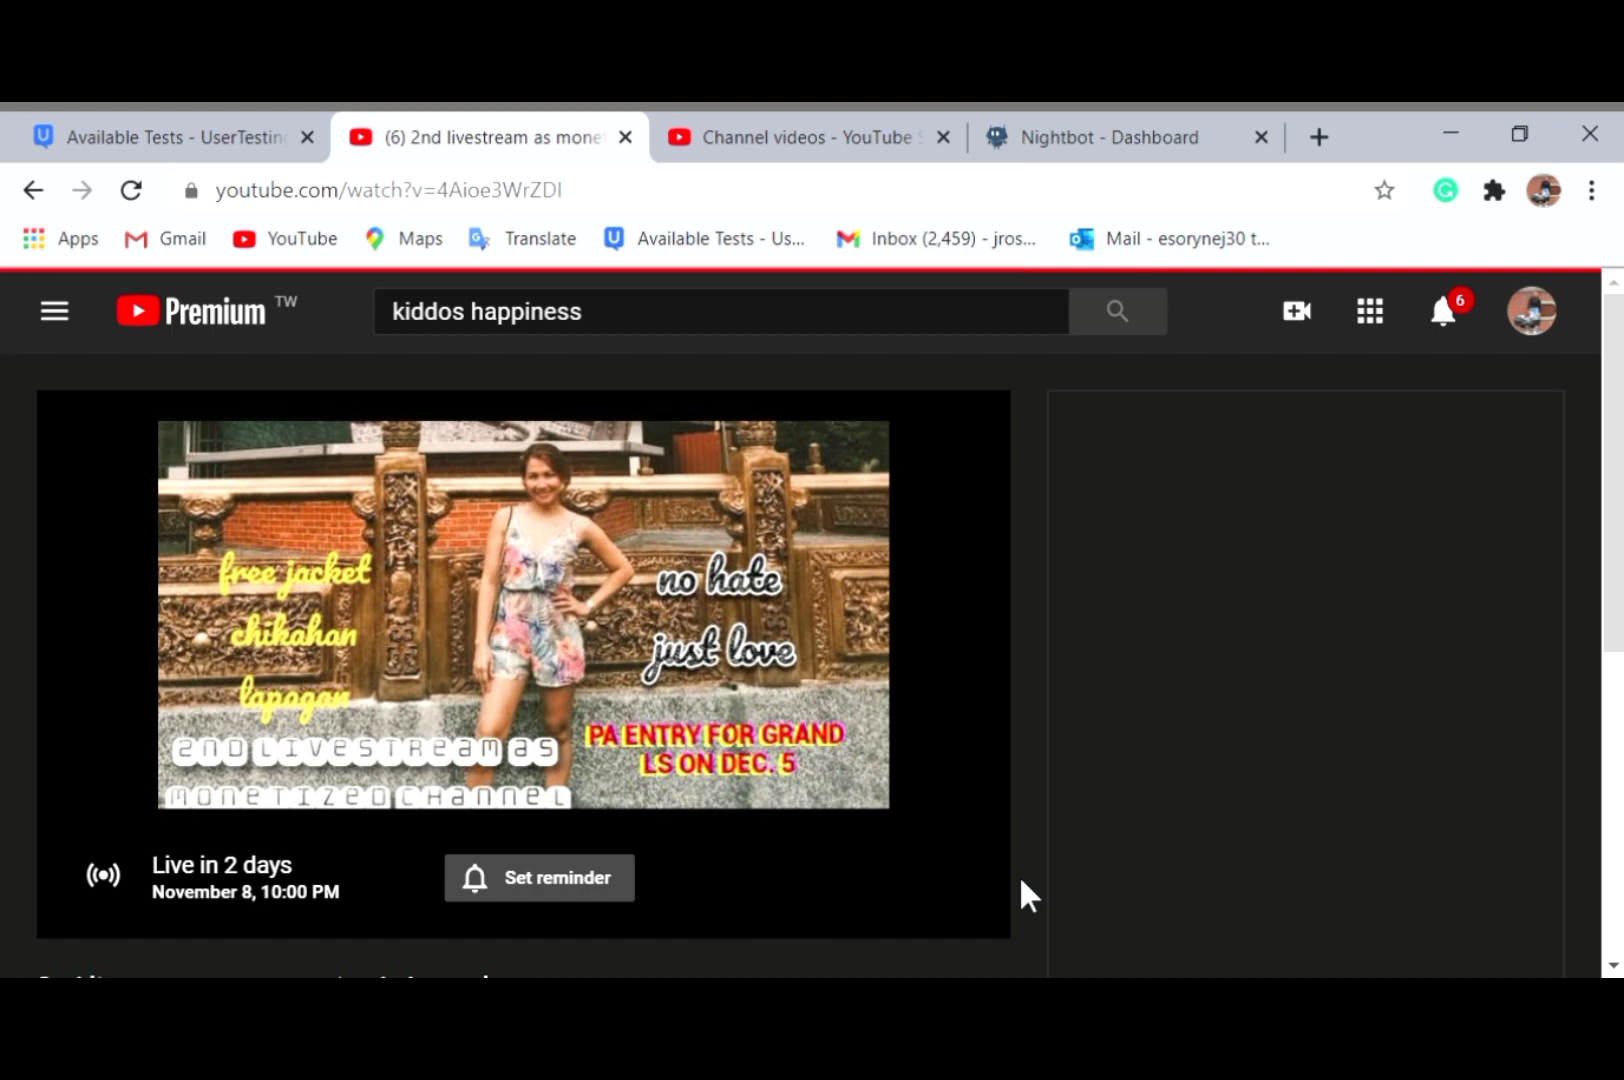 Available Tests - UserTesting
(6) 2nd livestream as mone
Channel videos - YouTube S
Nightbot - Dashboard
youtube.com/watch?v=4Aioe3WrZDI
Apps
Gmail
YouTube
Maps
Translate
Available Tests - Us...
Inbox (2,459) - jros...
Mail - esorynej30 t...
Premium TW
kiddos happiness
6
free jacket
chikahan
lapagan
no hate
just love
2ND LIVESTREAM AS
MONETIZED CHANNEL
PA ENTRY FOR GRAND
LS ON DEC. 5
Live in 2 days
November 8, 10:00 PM
Set reminder